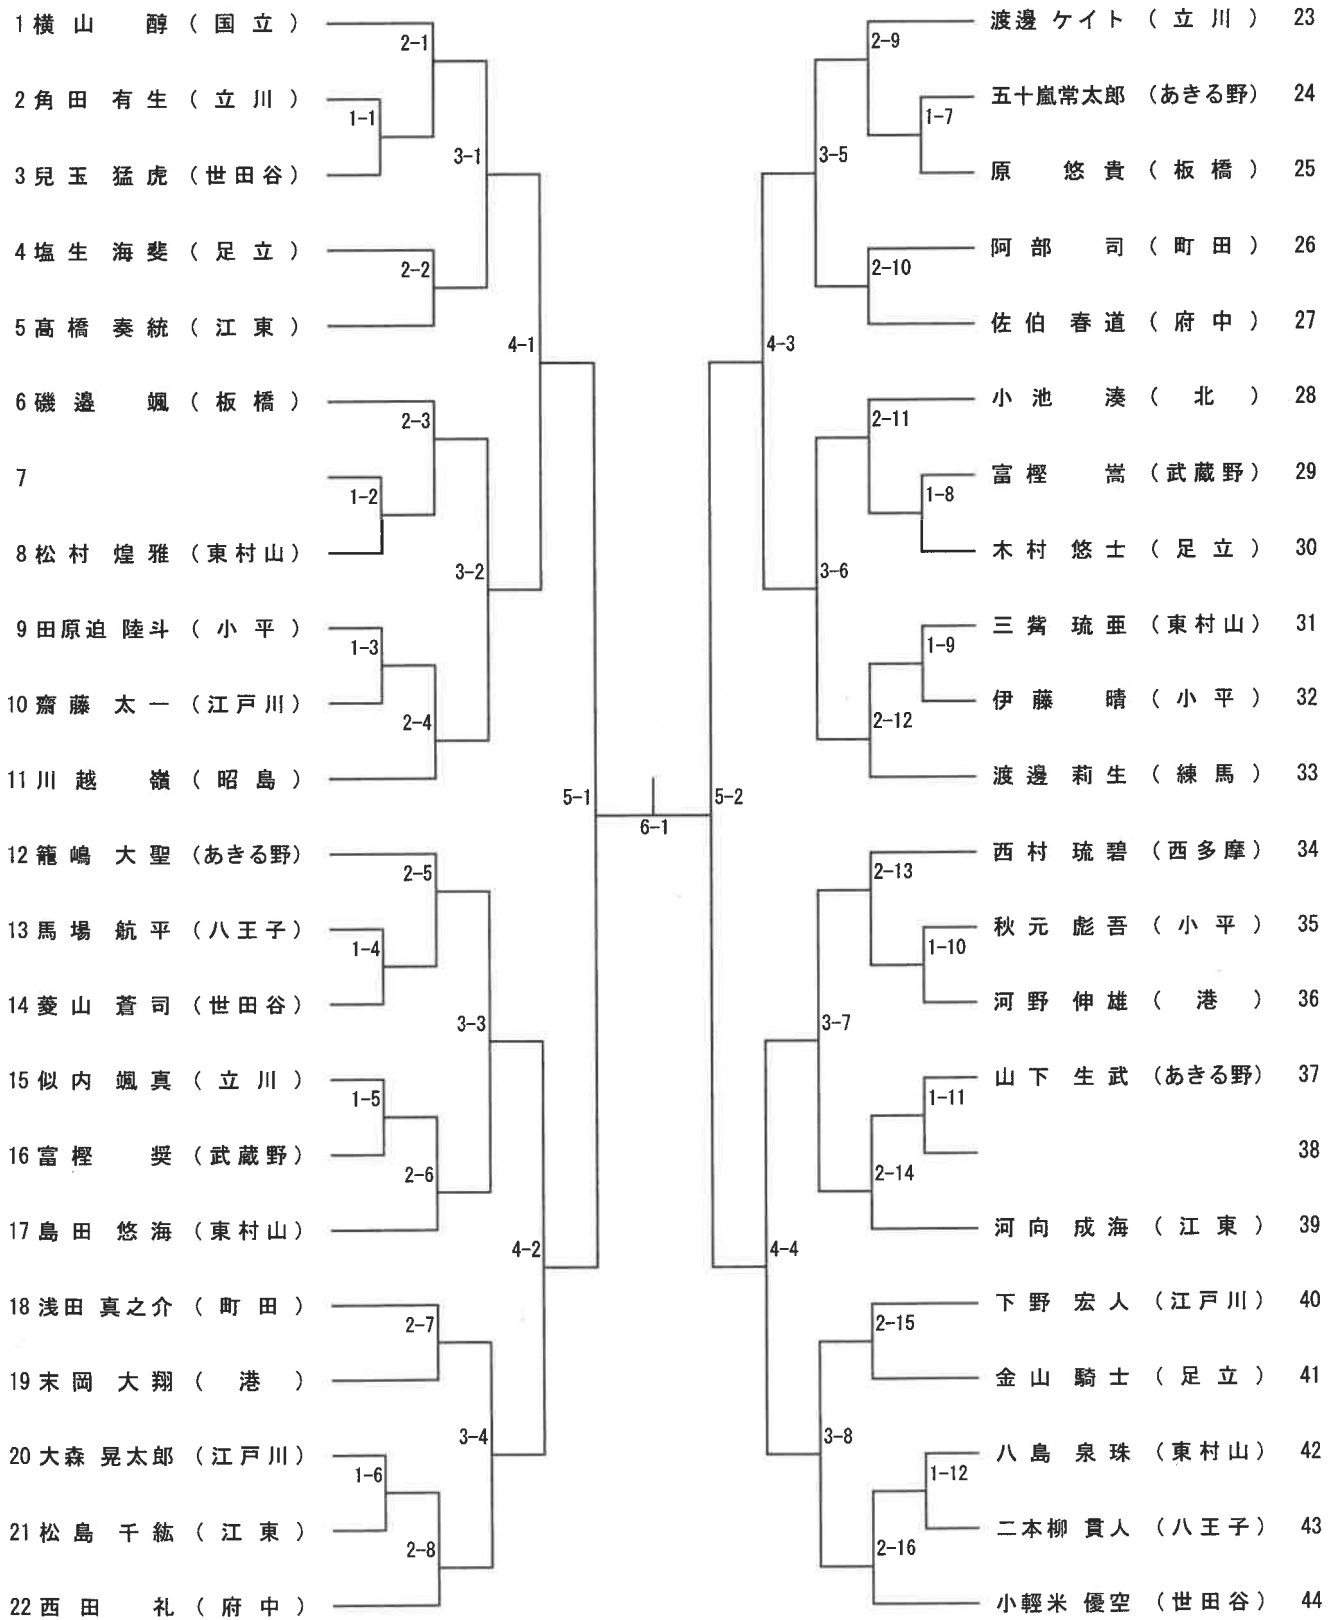 1 横山 醇 (国立)
2-1
2 角田 有生 (立川)
1-1
3 兒玉 猛虎 (世田谷)
3-1
4 塩生 海斐 (足立)
2-2
5 髙橋 奏統 (江東)
4-1
6 磯邉 颯 (板橋)
2-3
7
1-2
8 松村 煌雅 (東村山)
3-2
9 田原迫 陸斗 (小平)
1-3
10 齋藤 太一 (江戸川)
2-4
11 川越 嶺 (昭島)
5-1
12 籠嶋 大聖 (あきる野)
2-5
13 馬場 航平 (八王子)
1-4
14 菱山 蒼司 (世田谷)
3-3
15 似内 颯真 (立川)
1-5
16 富樫 奨 (武蔵野)
2-6
17 島田 悠海 (東村山)
4-2
18 浅田 真之介 (町田)
2-7
19 末岡 大翔 (港)
3-4
20 大森 晃太郎 (江戸川)
1-6
21 松島 千紘 (江東)
2-8
22 西田 礼 (府中)
6-1
渡邊 ケイト (立川) 23
2-9
五十嵐常太郎 (あきる野) 24
1-7
3-5
原 悠貴 (板橋) 25
阿部 司 (町田) 26
2-10
佐伯 春道 (府中) 27
4-3
小池 湊 (北) 28
2-11
富樫 嵩 (武蔵野) 29
1-8
木村 悠士 (足立) 30
3-6
三觜 琉亜 (東村山) 31
1-9
伊藤 晴 (小平) 32
2-12
渡邉 莉生 (練馬) 33
5-2
西村 琉碧 (西多摩) 34
2-13
秋元 彪吾 (小平) 35
1-10
河野 伸雄 (港) 36
3-7
山下 生武 (あきる野) 37
1-11
38
2-14
河向 成海 (江東) 39
4-4
下野 宏人 (江戸川) 40
2-15
金山 騎士 (足立) 41
3-8
八島 泉珠 (東村山) 42
1-12
二本柳 貫人 (八王子) 43
2-16
小輕米 優空 (世田谷) 44